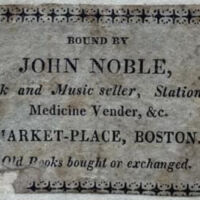 BOUND BY
JOHN NOBLE,
k and Music seller, Station
Medicine Vender, &c.
MARKET-PLACE, BOSTON.
Old Books bought or exchanged.